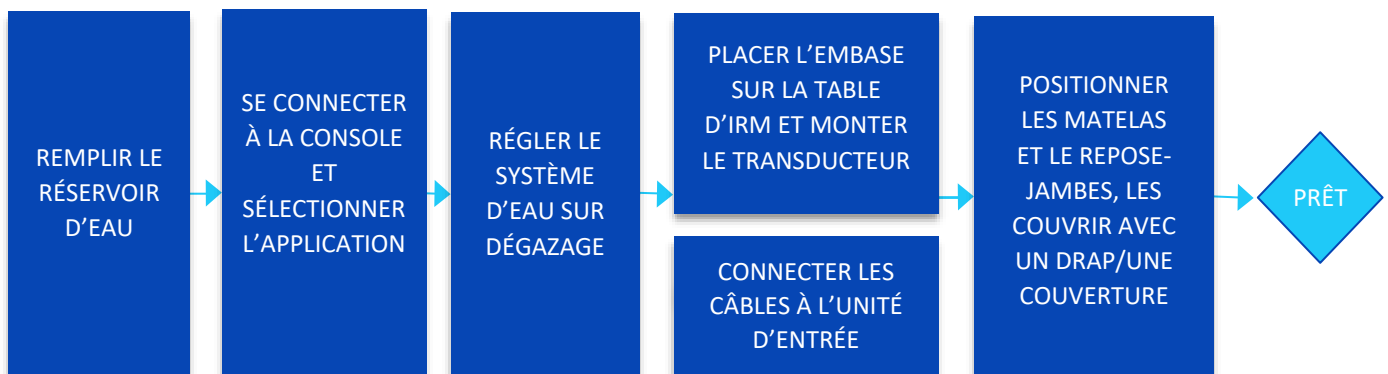 REMPLIR LE
RÉSERVOIR
D’EAU
SE CONNECTER
À LA CONSOLE
ET
SÉLECTIONNER
L’APPLICATION
RÉGLER LE
SYSTÈME
D’EAU SUR
DÉGAZAGE
PLACER L’EMBASE
SUR LA TABLE
D’IRM ET MONTER
LE TRANSDUCTEUR
CONNECTER LES
CÂBLES À L’UNITÉ
D’ENTRÉE
POSITIONNER
LES MATELAS
ET LE REPOSE-
JAMBES, LES
COUVRIR AVEC
UN DRAP/UNE
COUVERTURE
PRÊT